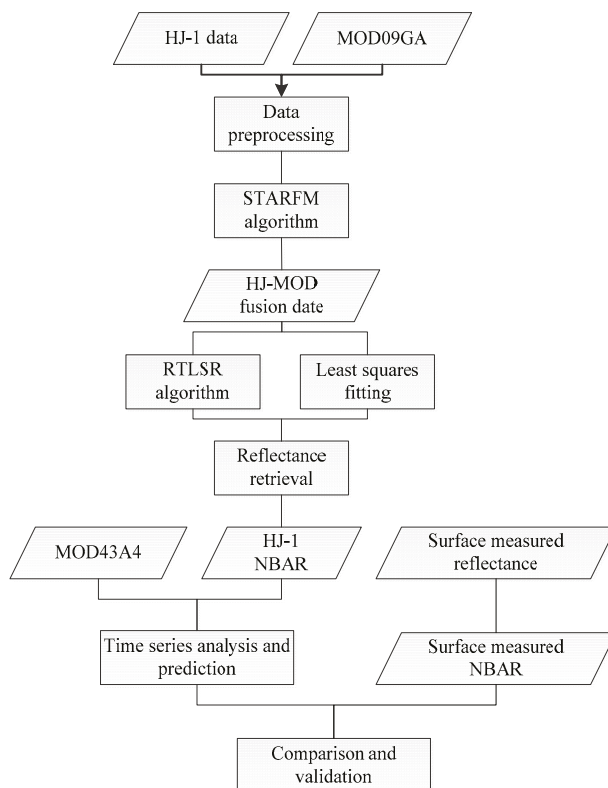 HJ-1 data
MOD09GA
Data
preprocessing
STARFM
algorithm
HJ-MOD
fusion date
RTLSR
algorithm
Least squares
fitting
Reflectance
retrieval
MOD43A4
HJ-1
NBAR
Surface measured
reflectance
Time series analysis and
prediction
Surface measured
NBAR
Comparison and
validation